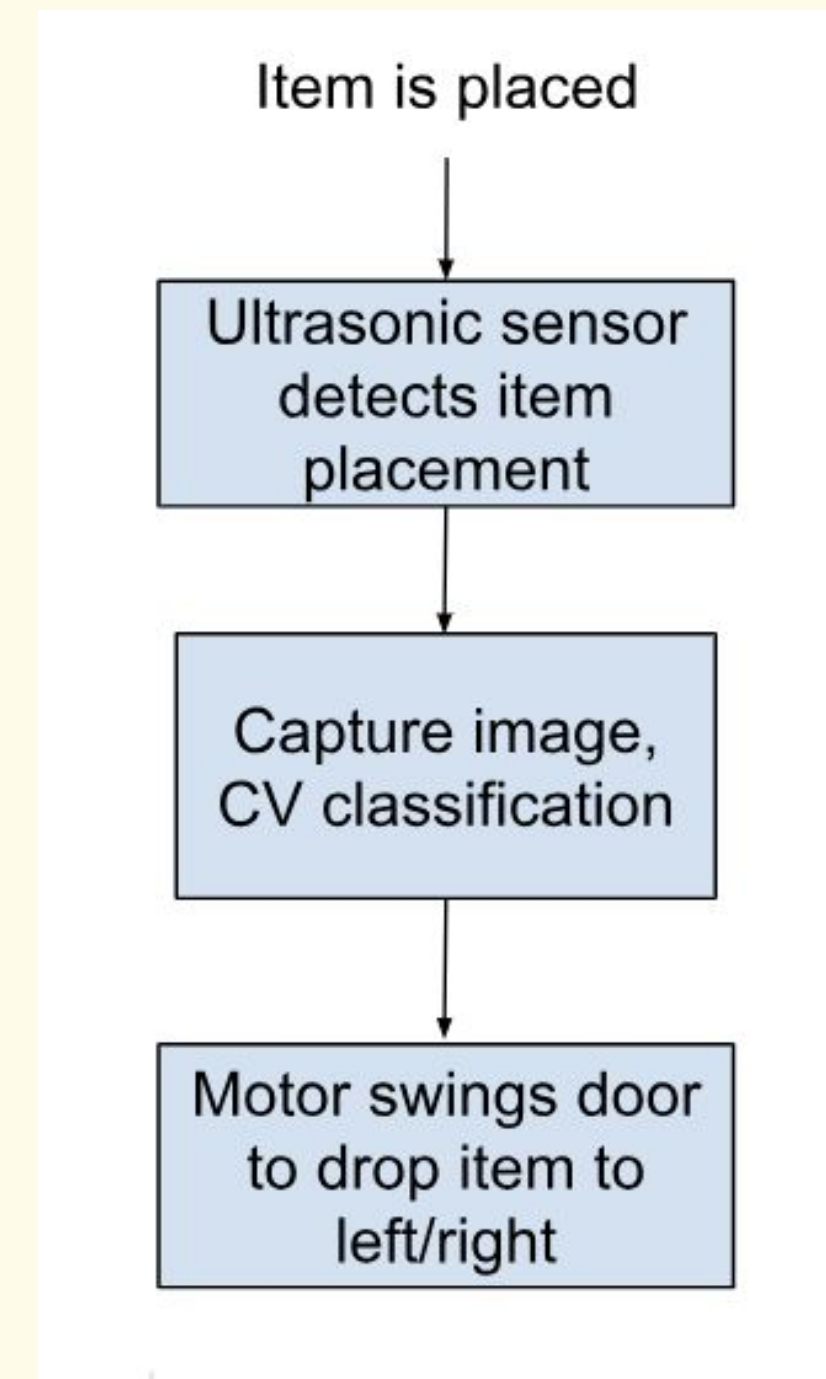 Item is placed
Ultrasonic sensor
detects item
placement
Capture image,
CV classification
Motor swings door
to drop item to
left/right